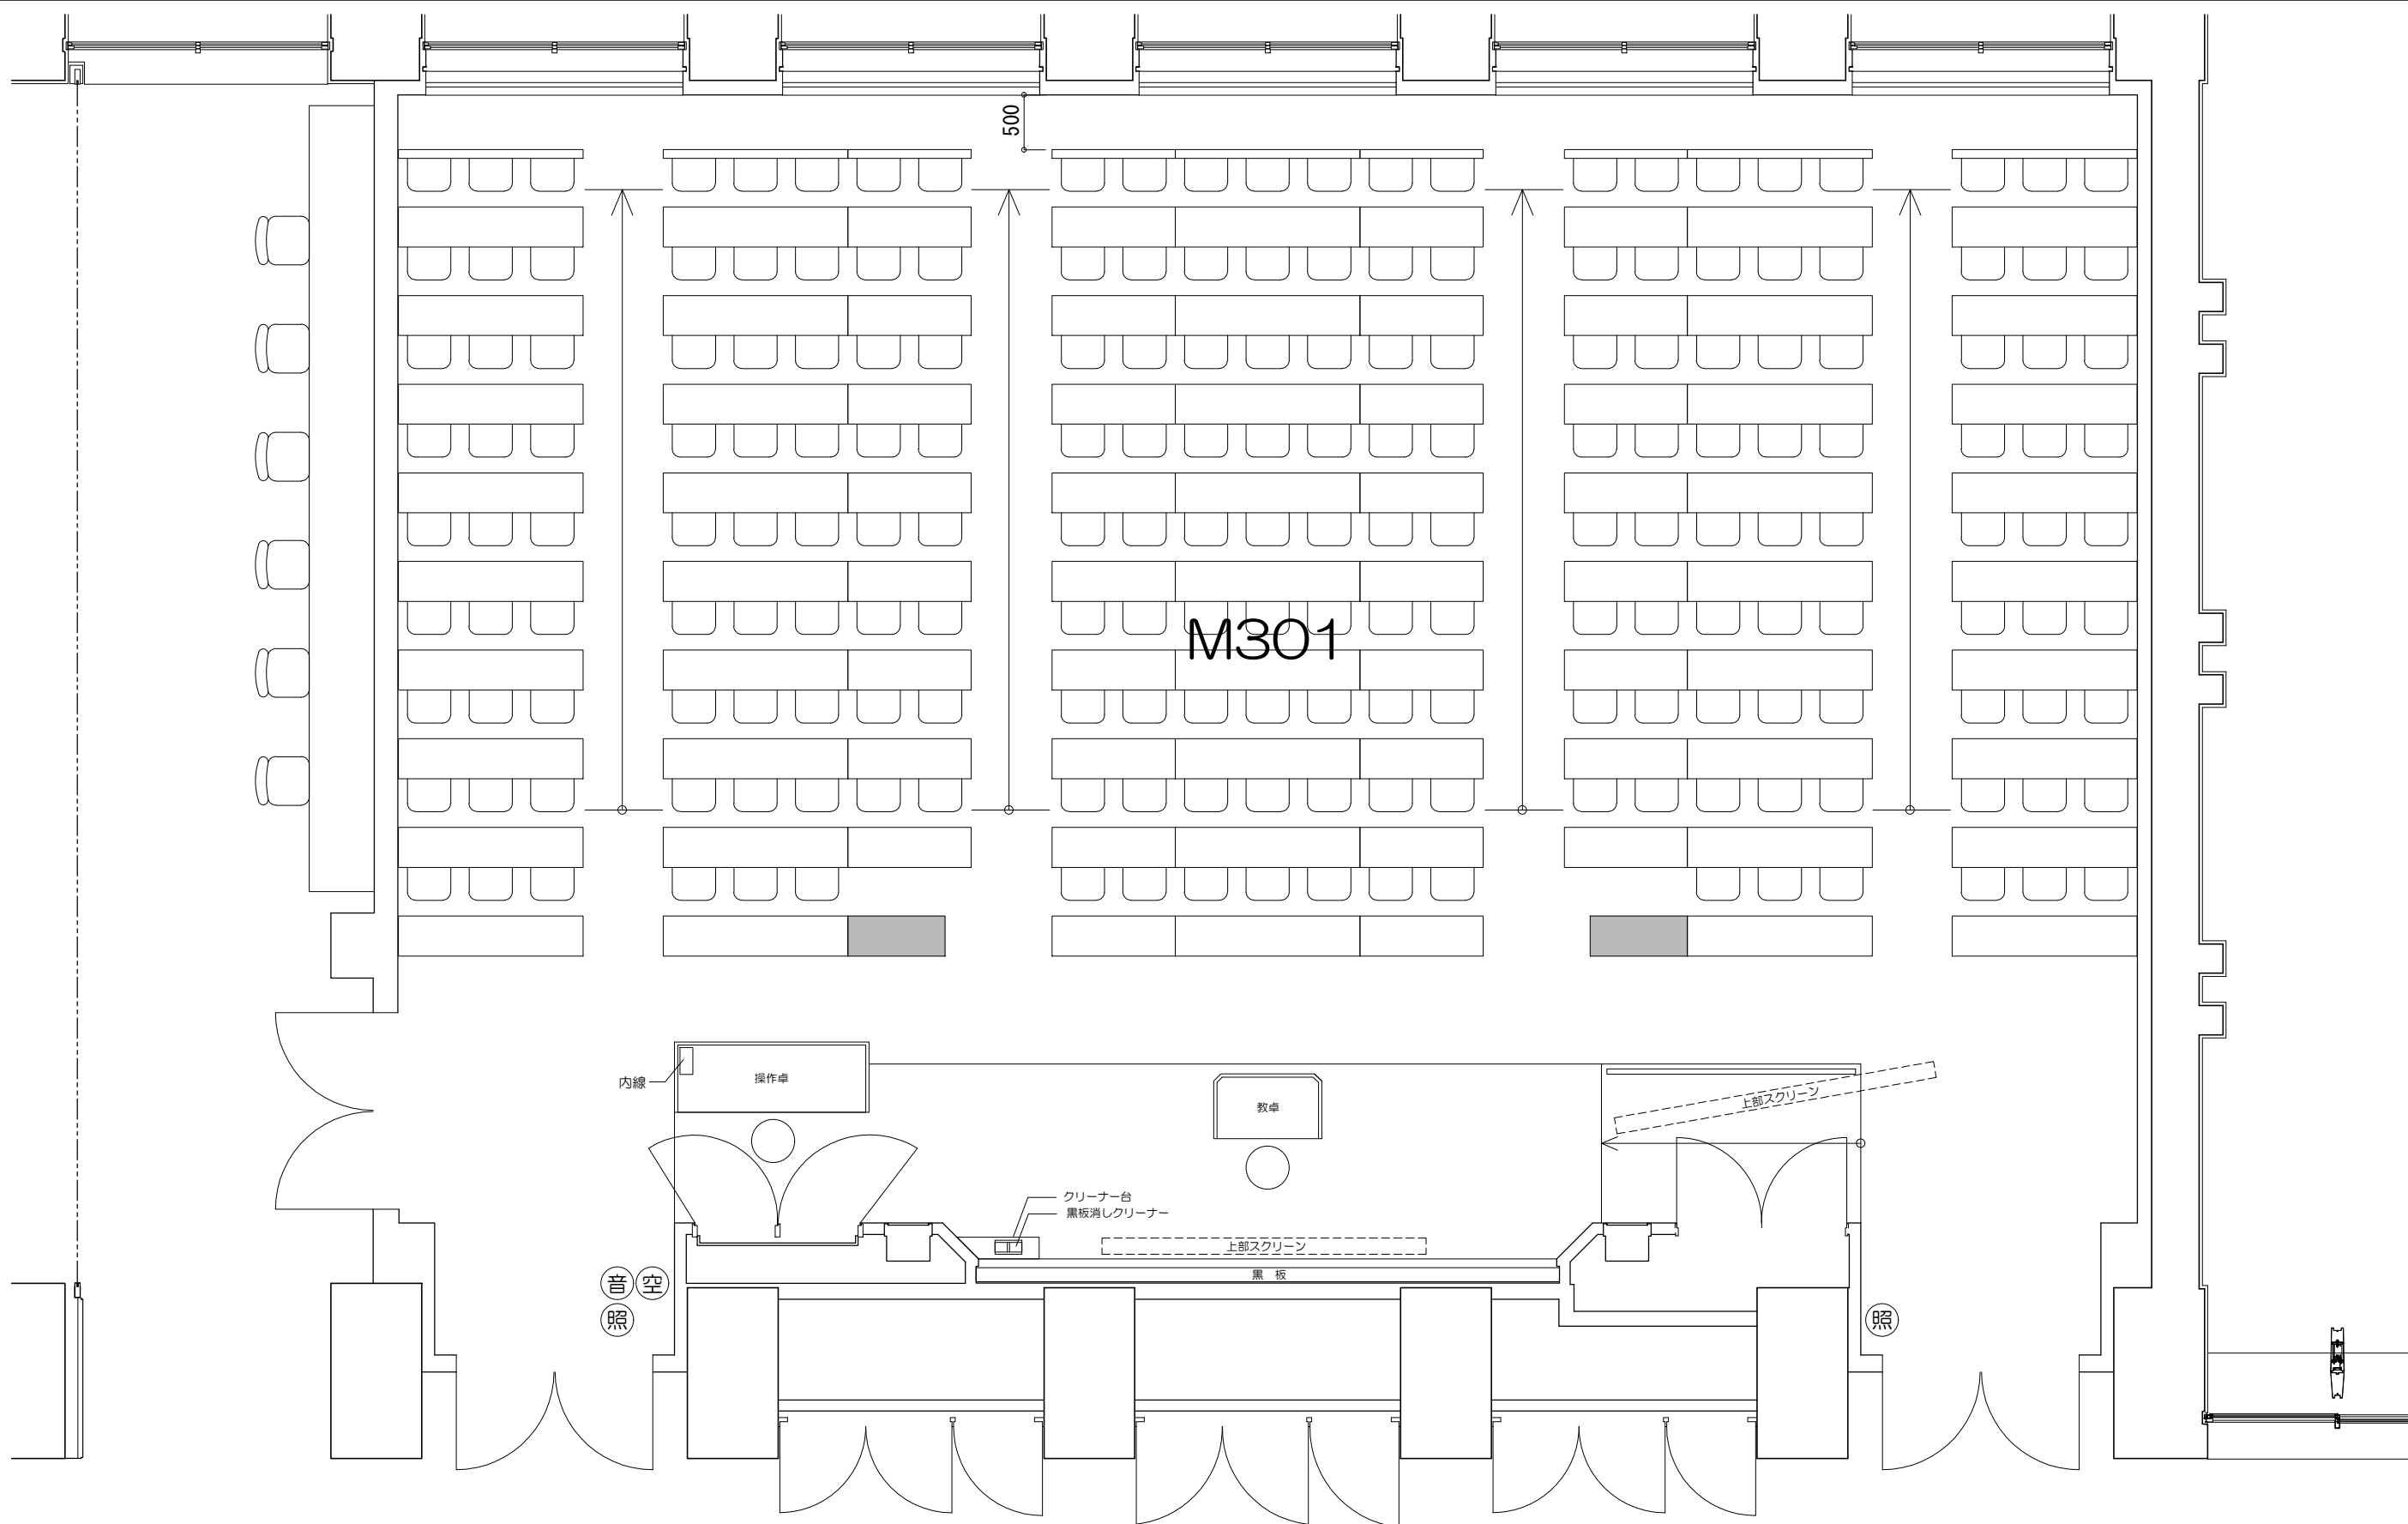 500
M301
内線
操作卓
教卓
上部スクリーン
クリーナー台
黒板消しクリーナー
上部スクリーン
黒 板
音 空
照
照